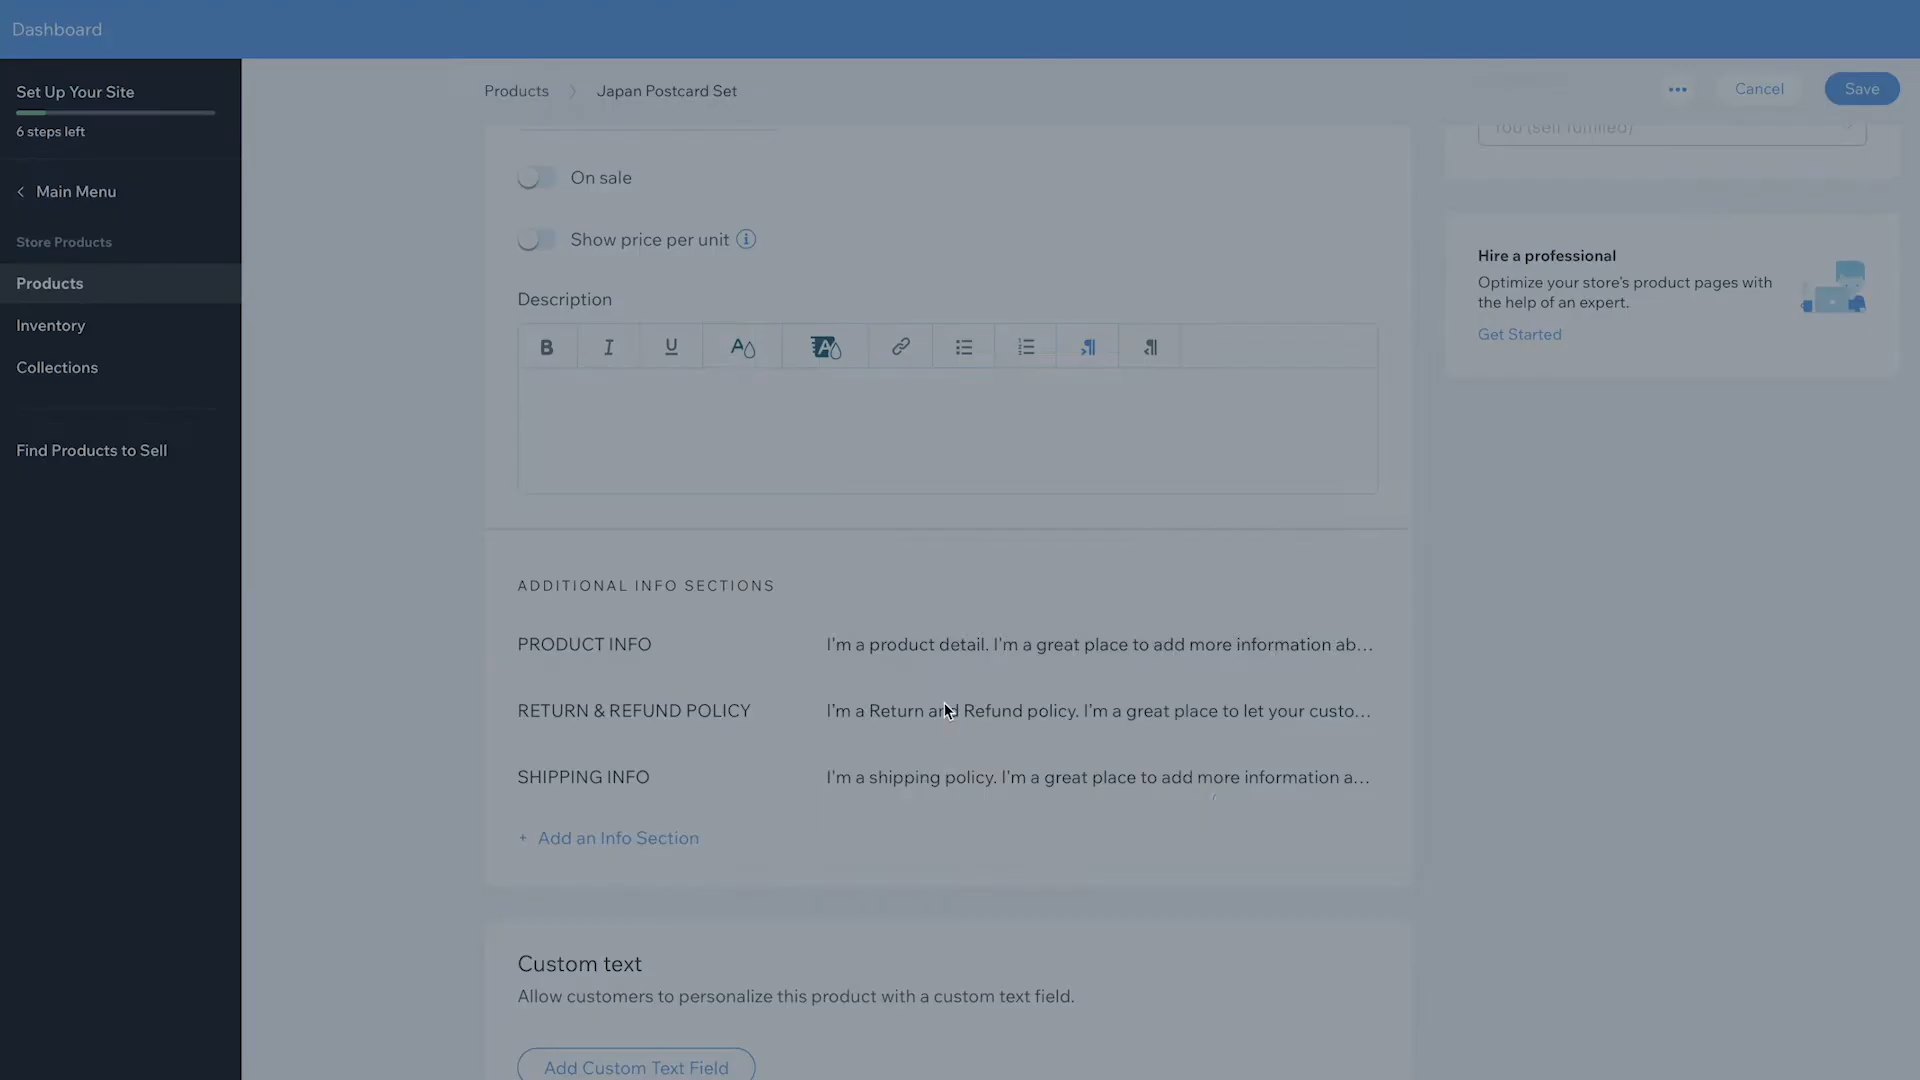 Dashboard
Set Up Your Site
6 steps left
Main Menu
Store Products
Products
Inventory
Collections
Find Products to Sell
Products
Japan Postcard Set
Cancel
Save
On sale
Show price per unit
Description
B I U
ADDITIONAL INFO SECTIONS
PRODUCT INFO
I'm a product detail. I'm a great place to add more information ab...
RETURN & REFUND POLICY
I'm a Return and Refund policy. I'm a great place to let your custo...
SHIPPING INFO
I'm a shipping policy. I'm a great place to add more information a...
+ Add an Info Section
Custom text
Allow customers to personalize this product with a custom text field.
Add Custom Text Field
You (self fulfilled)
Hire a professional
Optimize your store's product pages with
the help of an expert.
Get Started